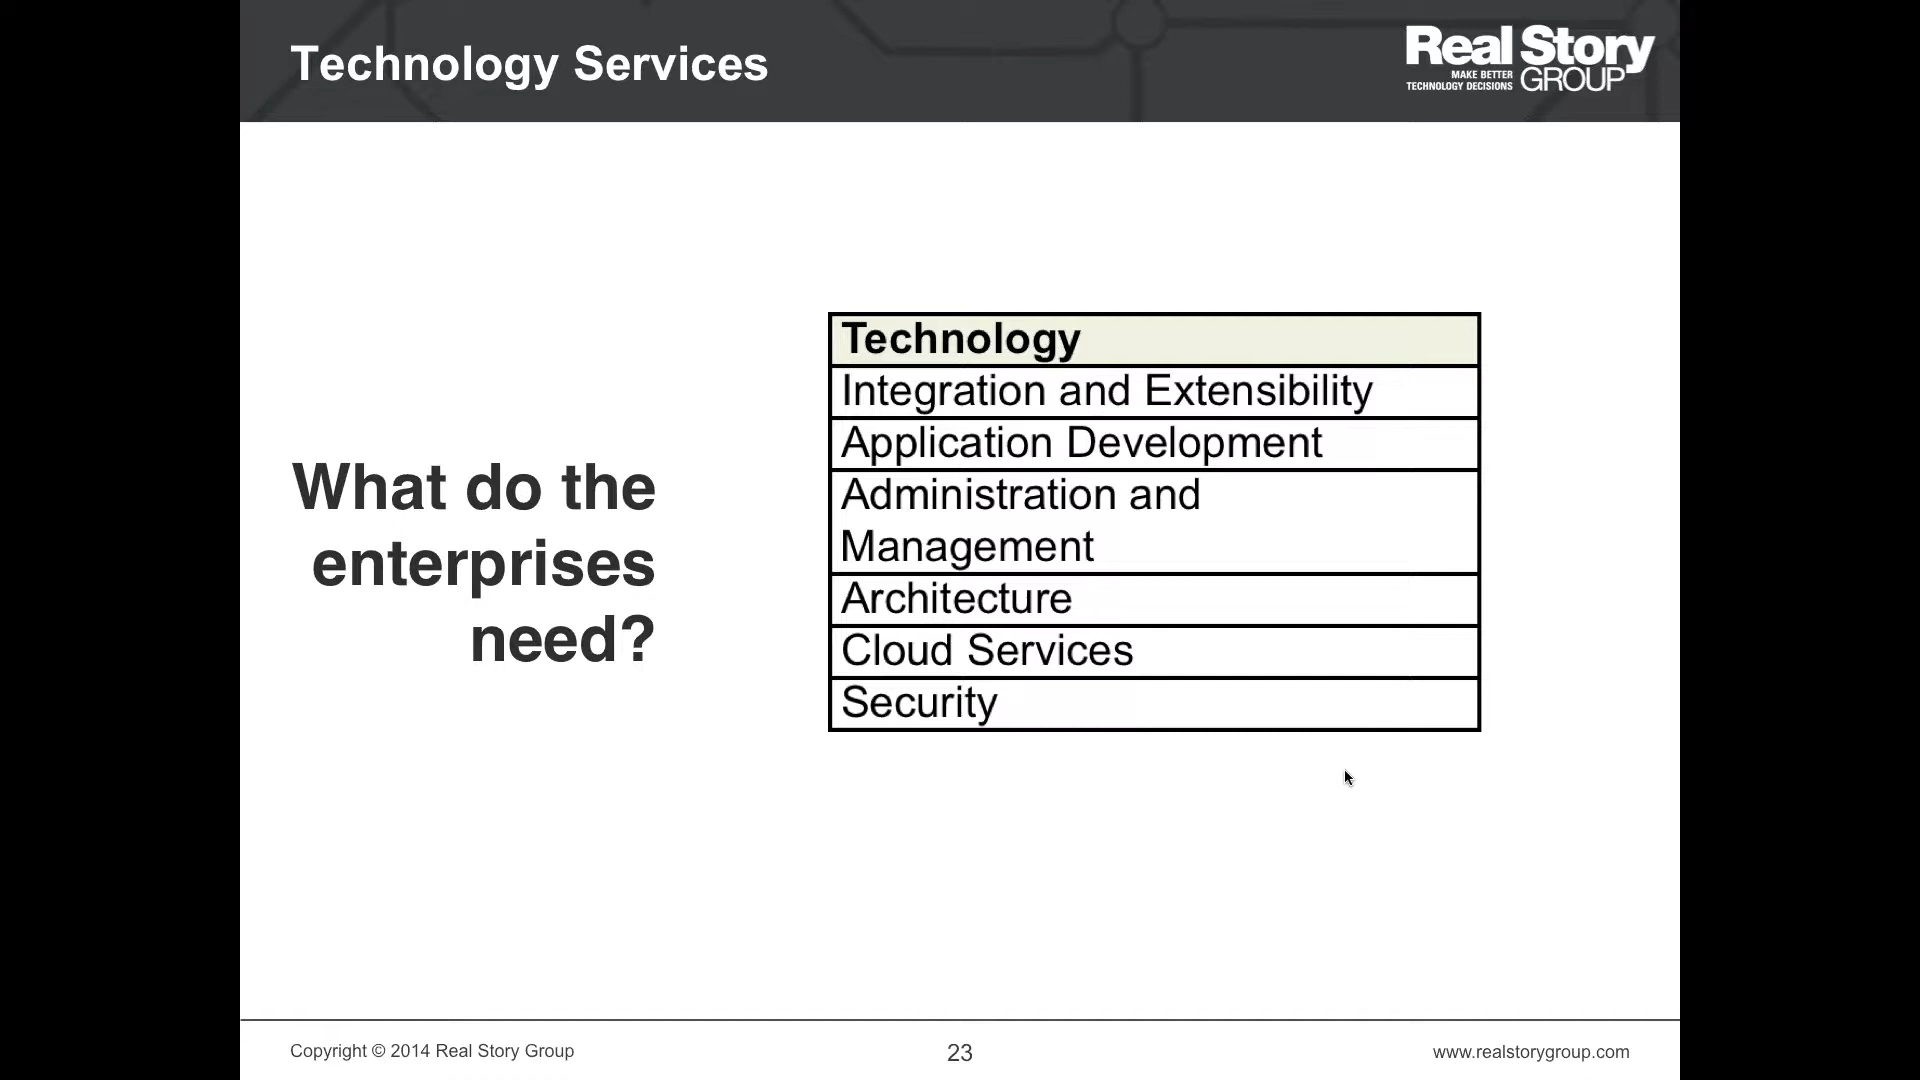 Technology Services
Real Story
MAKE BETTER
TECHNOLOGY DECISIONS
GROUP
What do the
enterprises
need?
Technology
Integration and Extensibility
Application Development
Administration and
Management
Architecture
Cloud Services
Security
Copyright © 2014 Real Story Group
23
www.realstorygroup.com